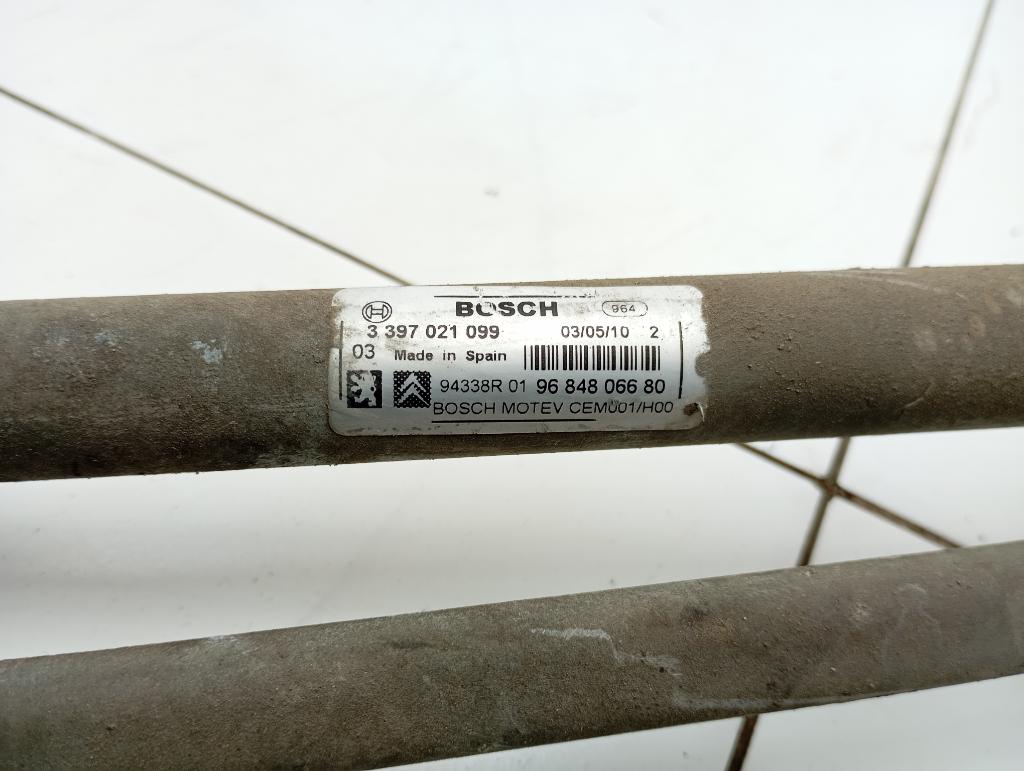 BOSCH 964
3 397 021 099 03/05/10 2
03 Made in Spain
94338R 01 96 848 066 80
BOSCH MOTEV CEM001/H00